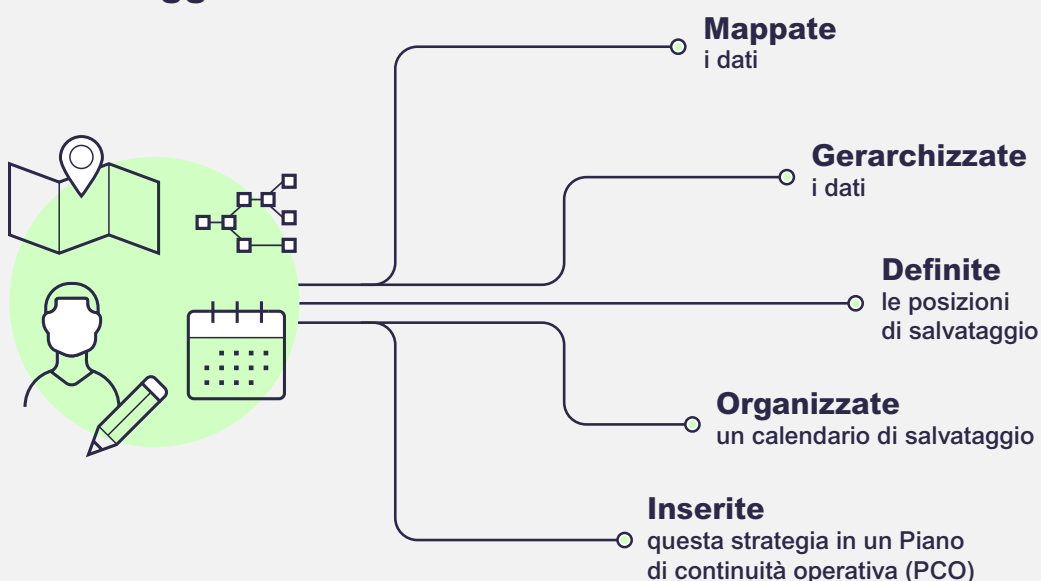 Mappate
i dati
Gerarchizzate
i dati
Definite
le posizioni
di salvataggio
Organizzate
un calendario di salvataggio
Inserite
questa strategia in un Piano
di continuità operativa (PCO)